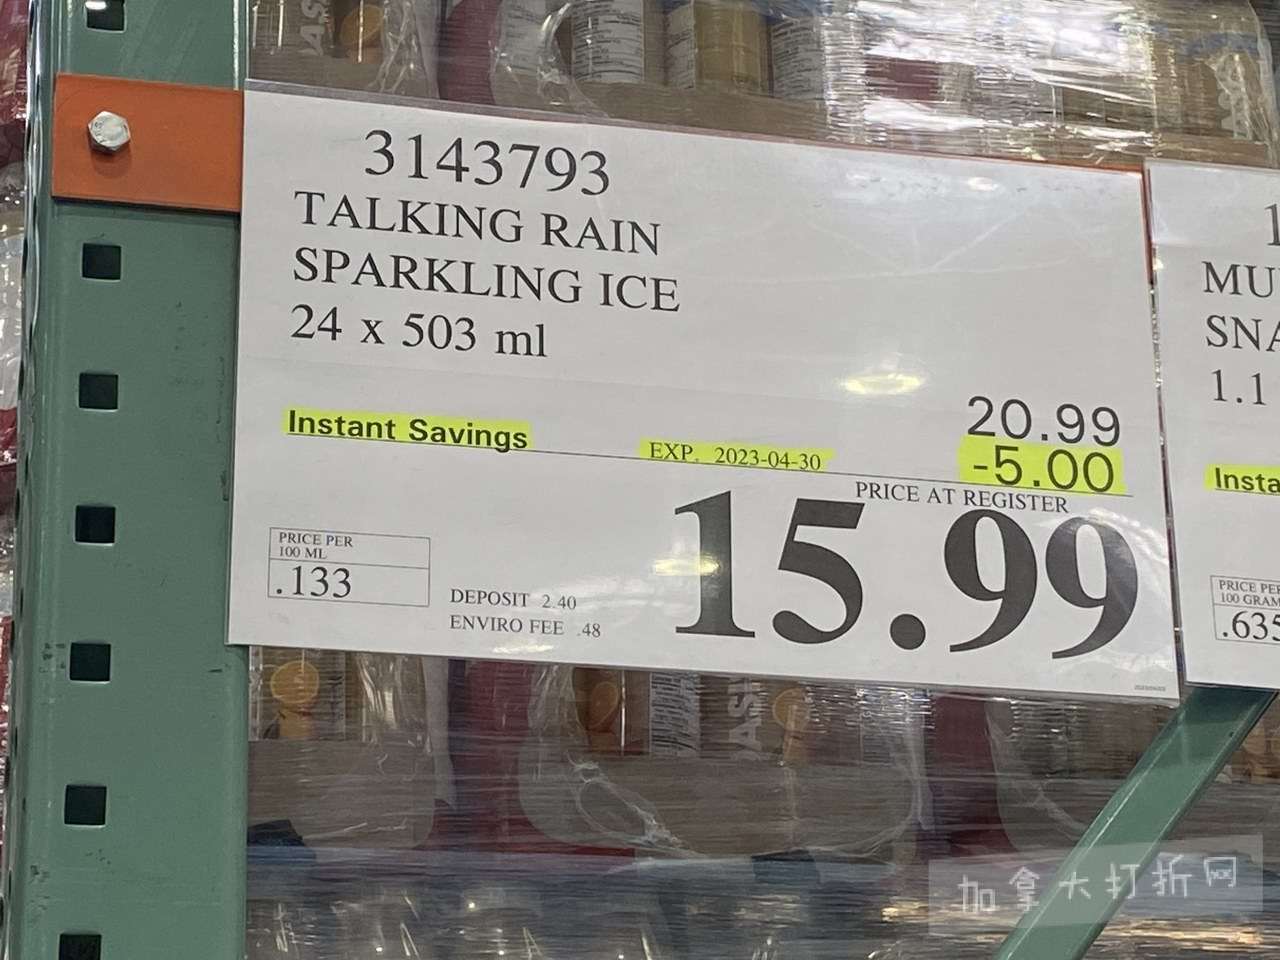 3143793
TALKING RAIN
SPARKLING ICE
24 x 503 ml
20.99
Instant Savings EXP. 2023-04-30 -5.00
PRICE AT REGISTER
15.99
PRICE PER
100 ML
.133
DEPOSIT 2.40
ENVIRO FEE .48
MU
SNA
1.1
Insta
PRICE PER
100 GRAM
.635
加拿大打折网